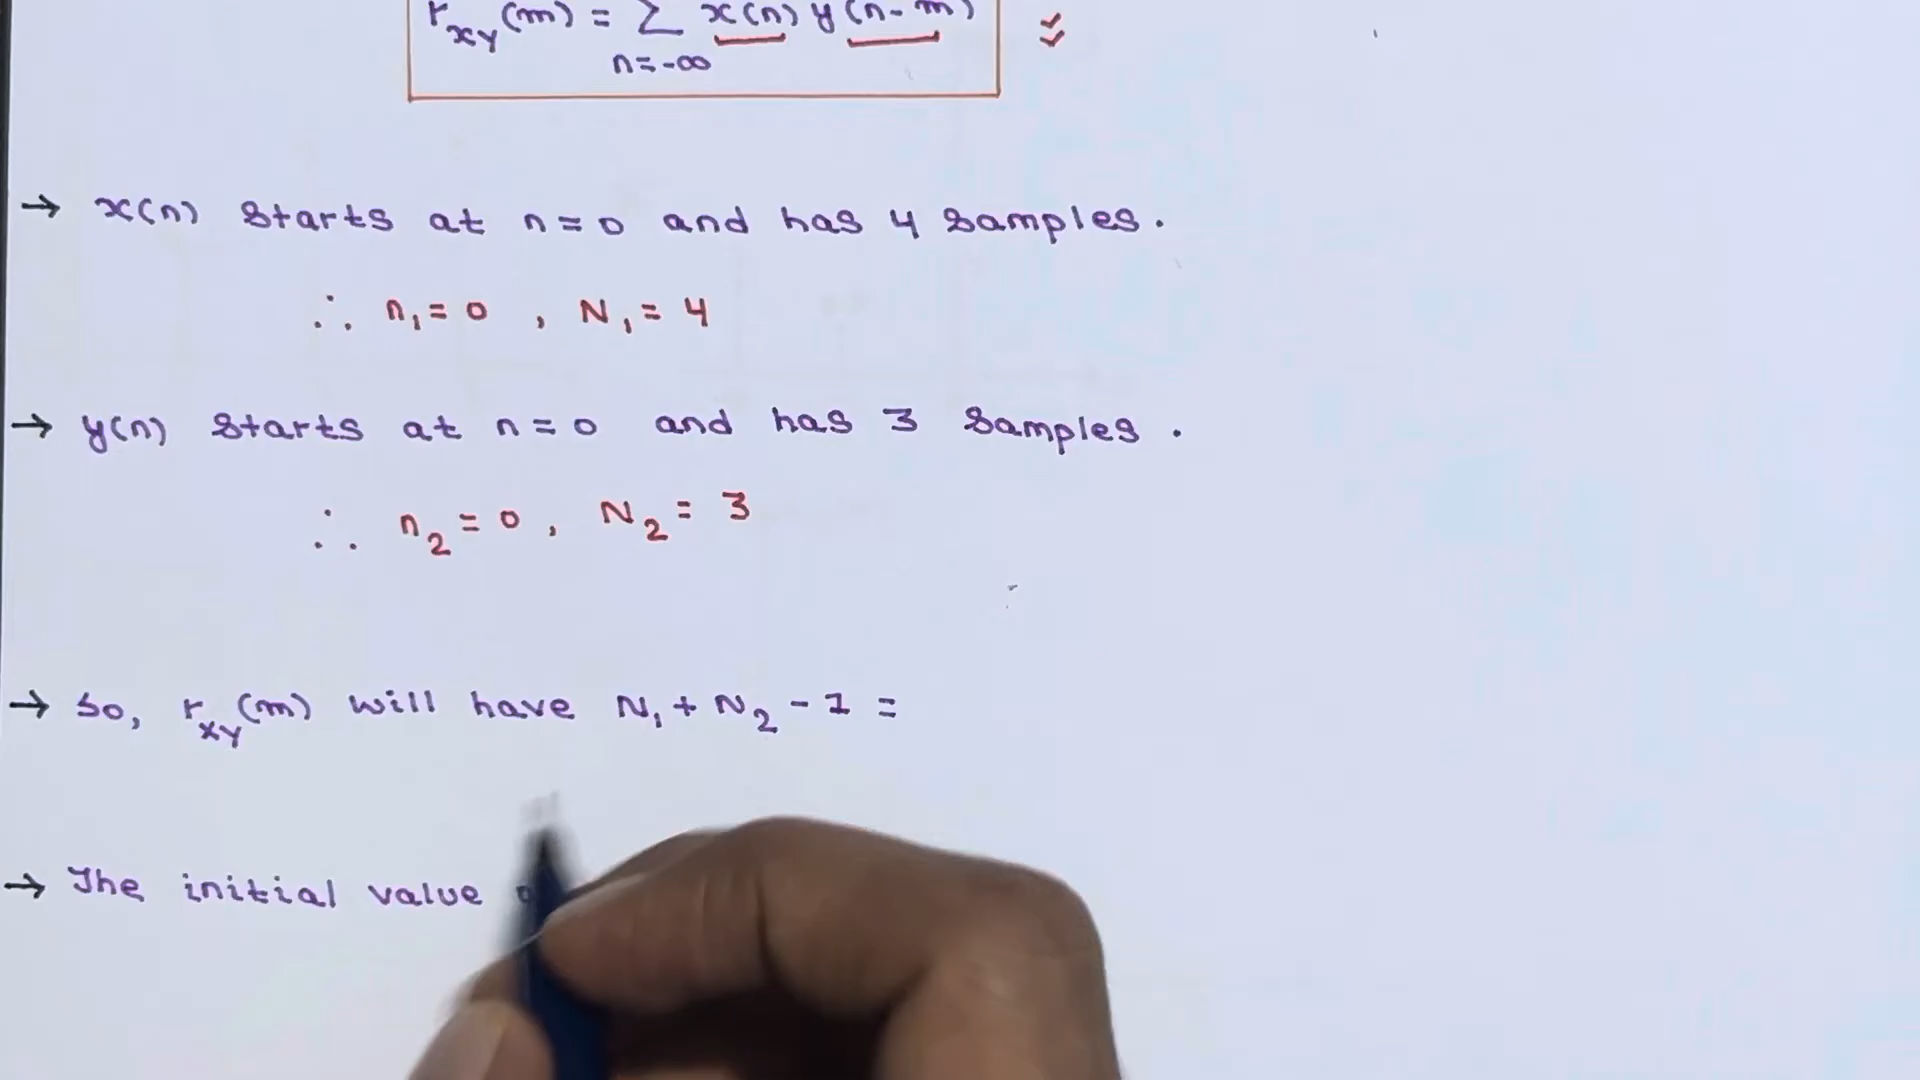 r_xy(m) = Σ x(n) y(n-m)
n=-∞
→ x(n) starts at n=0 and has 4 samples.
∴ n₁=0 , N₁= 4
→ y(n) starts at n=0 and has 3 samples.
∴ n₂=0, N₂= 3
→ So, r_xy(m) will have N₁+N₂-1 =
→ The initial value